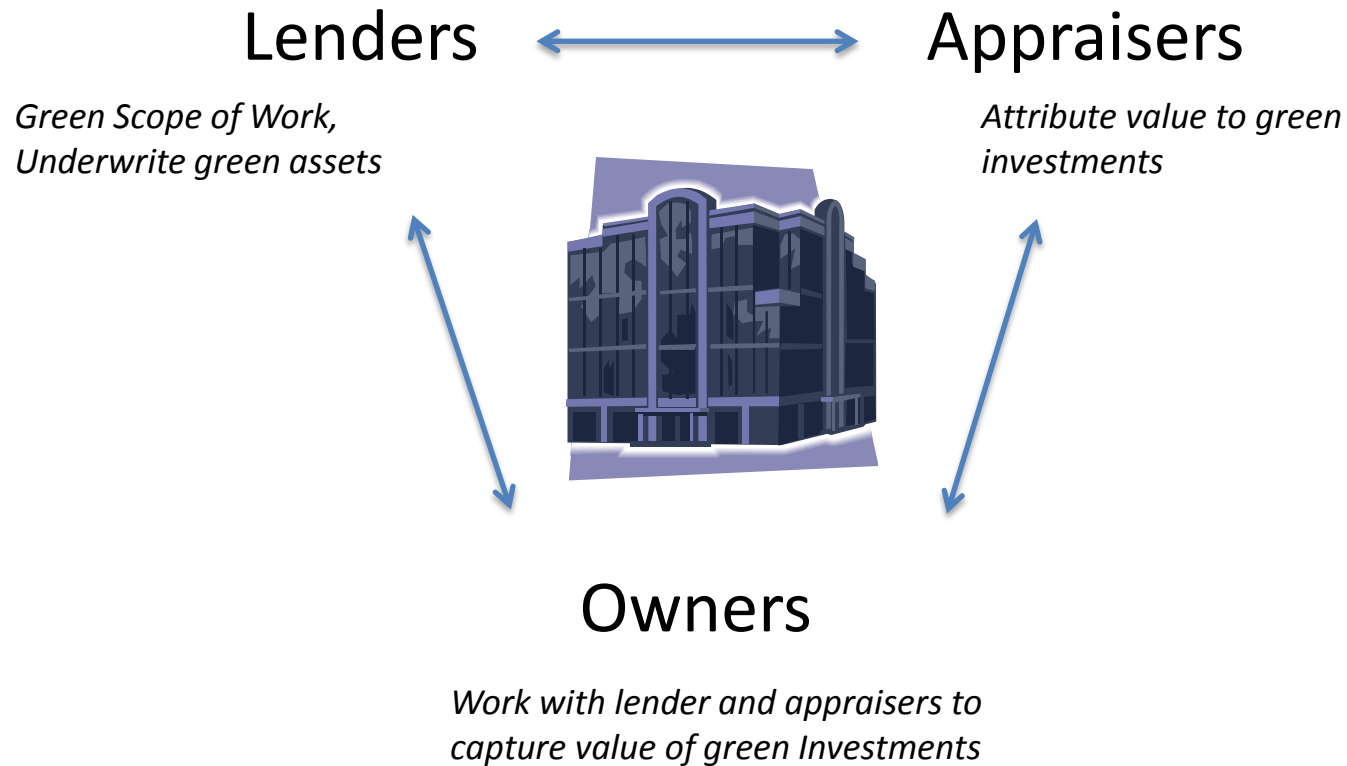 Lenders
Appraisers
Green Scope of Work,
Underwrite green assets
Attribute value to green
investments
Owners
Work with lender and appraisers to
capture value of green Investments